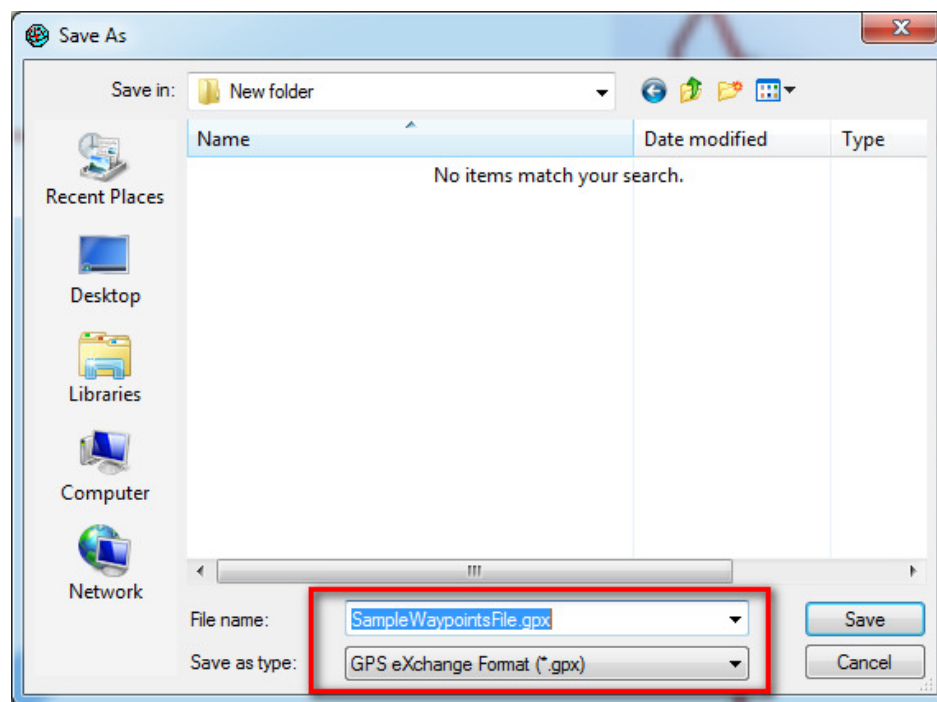 Save As
Save in:
New folder
Name
Date modified
Type
No items match your search.
Recent Places
Desktop
Libraries
Computer
Network
File name:
SampleWaypointsFile.gpx
Save
Save as type:
GPS eXchange Format (*.gpx)
Cancel